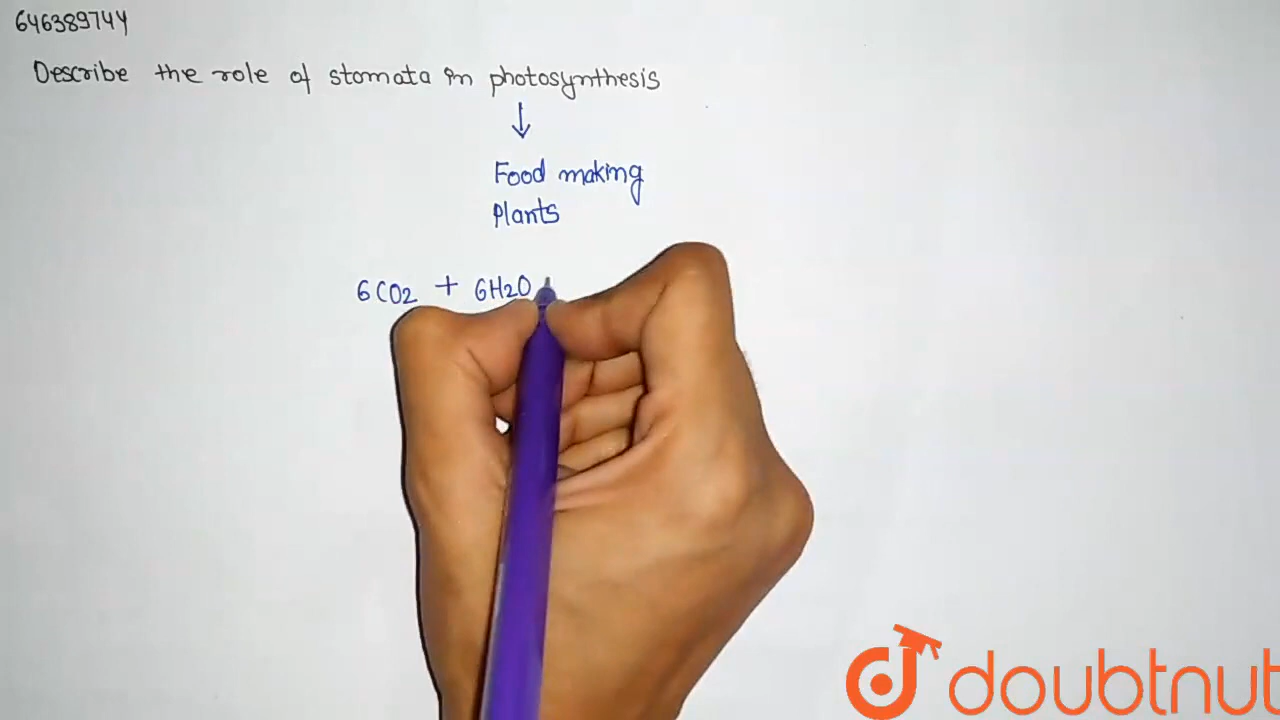 646389744
Describe the role of stomata in photosynthesis
↓
Food making
Plants
6CO2 + 6H2O
doubtnut